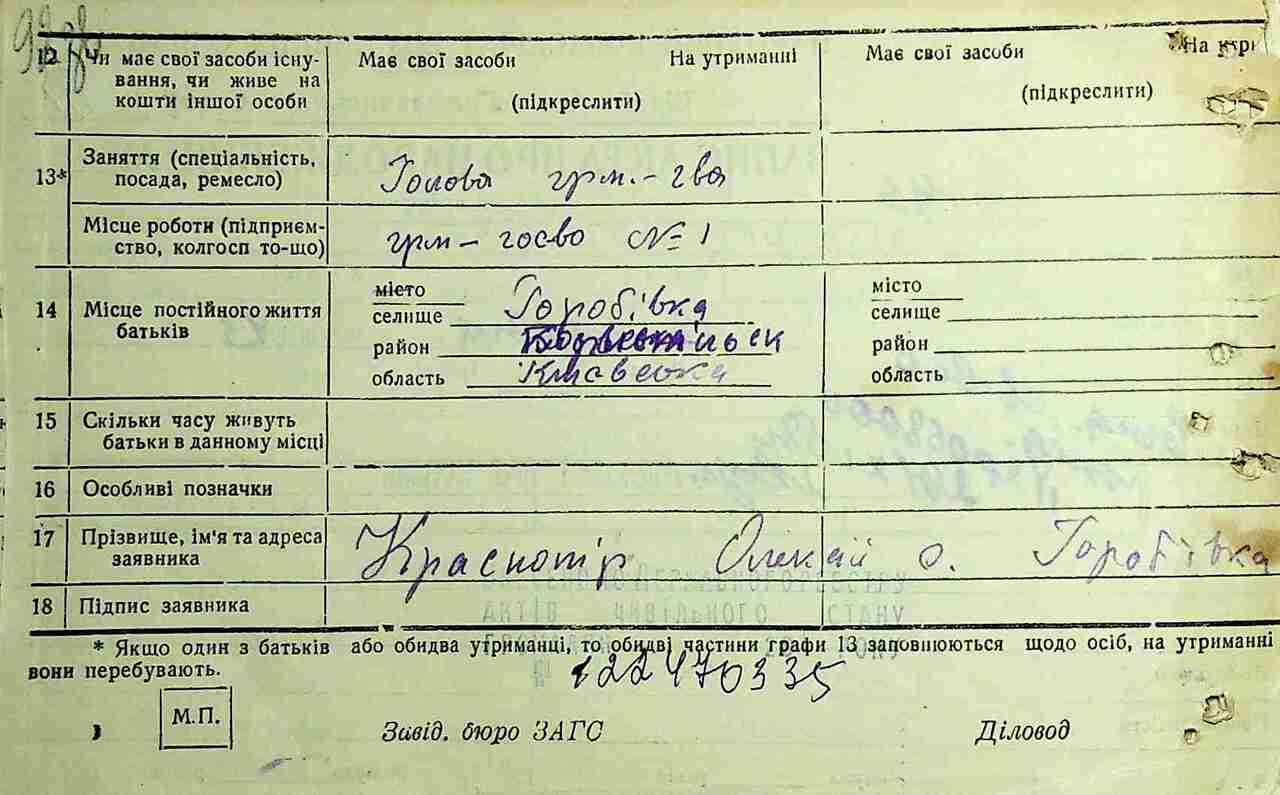 12 Чи має свої засоби існу-
вання, чи живе на
кошти іншої особи
Має свої засоби На утриманні
(підкреслити)
Має свої засоби На утри
(підкреслити)
13* Заняття (спеціальність,
посада, ремесло)
Голова грм.-гва
Місце роботи (підприєм-
ство, колгосп то-що)
грм-госво № 1
14 Місце постійного життя
батьків
місто
селище Горобівка
район
область Києвська
місто
селище
район
область
15 Скільки часу живуть
батьки в данному місці
16 Особливі позначки
17 Прізвище, ім'я та адреса
заявника
Краснопір Олексій с. Горобівка
18 Підпис заявника
* Якщо один з батьків або обидва утриманці, то обидві частини графи 13 заповнюються щодо осіб, на утриманні
вони перебувають.
122470335
М.П.
Завід. бюро ЗАГС Діловод